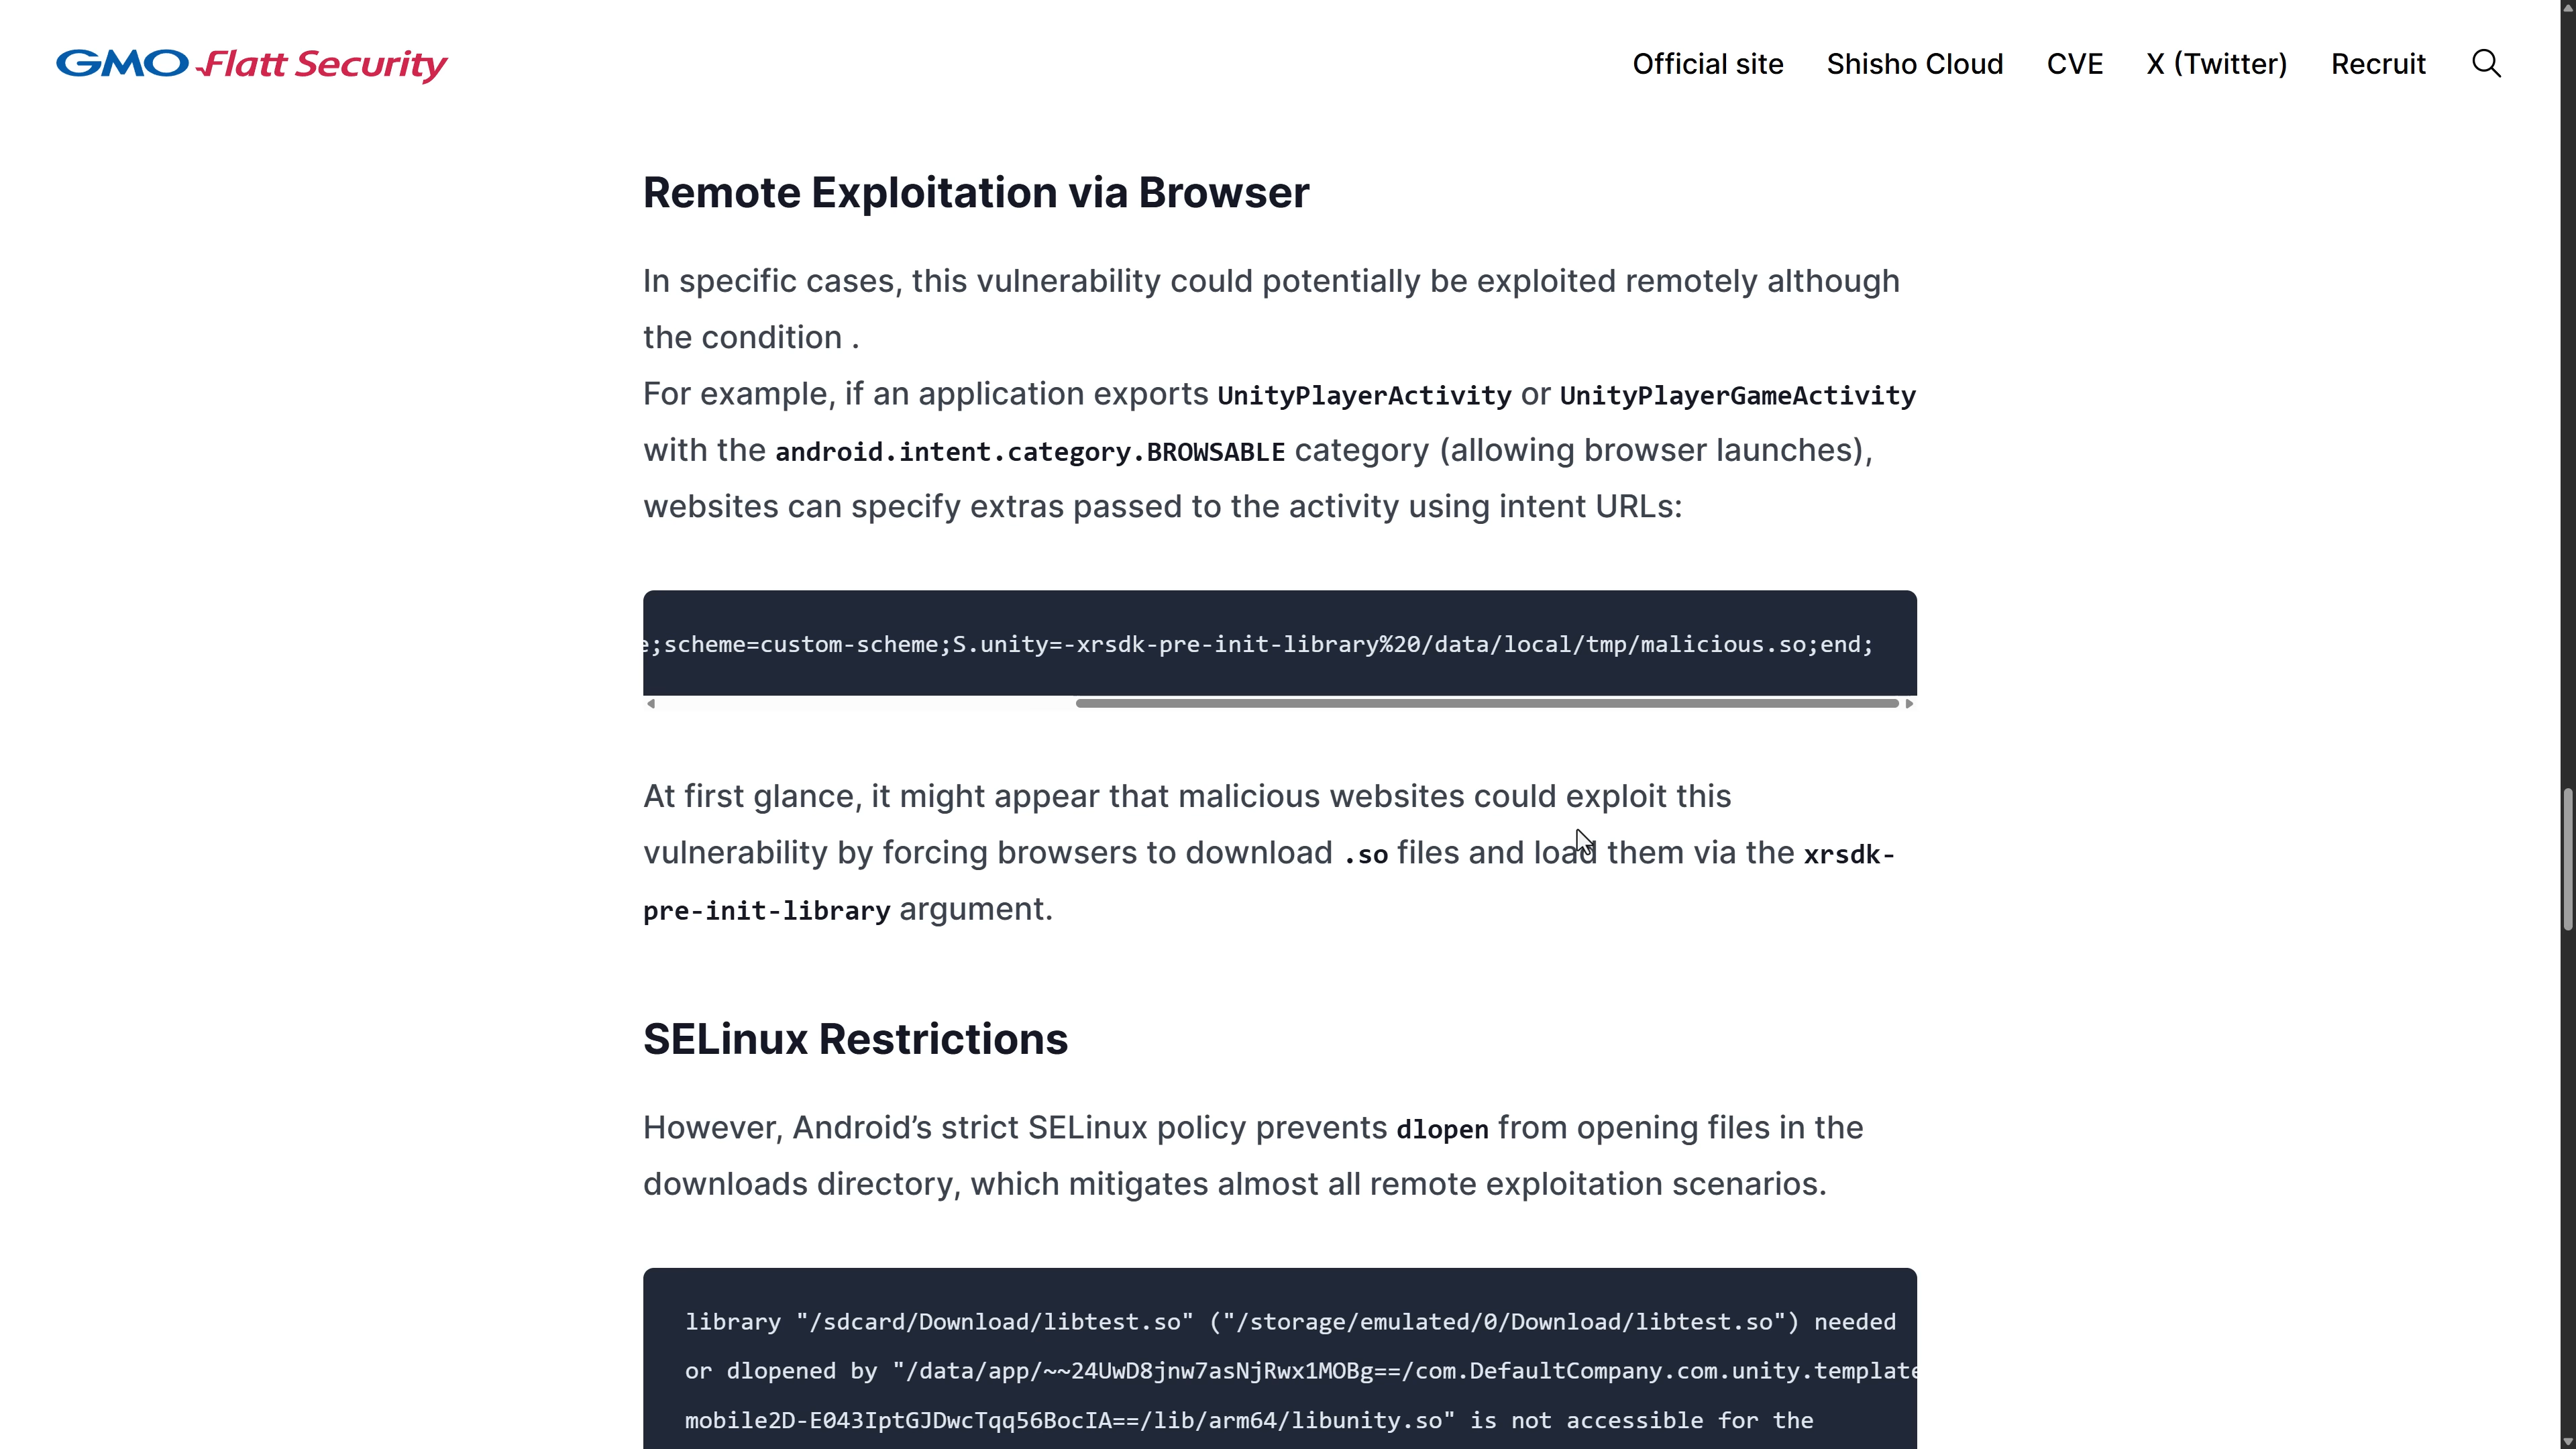 GMO Flatt Security
Official site Shisho Cloud CVE X (Twitter) Recruit
Remote Exploitation via Browser
In specific cases, this vulnerability could potentially be exploited remotely although
the condition .
For example, if an application exports UnityPlayerActivity or UnityPlayerGameActivity
with the android.intent.category.BROWSABLE category (allowing browser launches),
websites can specify extras passed to the activity using intent URLs:
e;scheme=custom-scheme;S.unity=-xrsdk-pre-init-library%20/data/local/tmp/malicious.so;end;
At first glance, it might appear that malicious websites could exploit this
vulnerability by forcing browsers to download .so files and load them via the xrsdk-
pre-init-library argument.
SELinux Restrictions
However, Android’s strict SELinux policy prevents dlopen from opening files in the
downloads directory, which mitigates almost all remote exploitation scenarios.
library "/sdcard/Download/libtest.so" ("/storage/emulated/0/Download/libtest.so") needed
or dlopened by "/data/app/~~24UwD8jnw7asNjRwx1MOBg==/com.DefaultCompany.com.unity.template
mobile2D-E043IptGJDwcTqq56BocIA==/lib/arm64/libunity.so" is not accessible for the